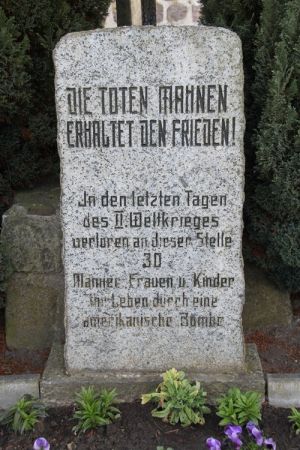 DIE TOTEN MAHNEN
ERHALTET DEN FRIEDEN!
In den letzten Tagen
des II. Weltkrieges
verloren an dieser Stelle
30
Männer, Frauen u. Kinder
ihr Leben durch eine
amerikanische Bombe